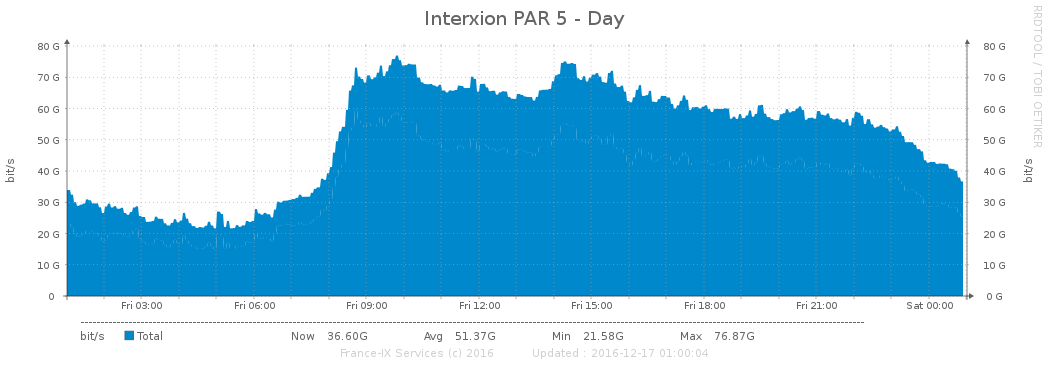 Interxion PAR 5 - Day
RRDTOOL / TOBI OETIKER
80 G 80 G
70 G 70 G
60 G 60 G
50 G 50 G
40 G 40 G
30 G 30 G
20 G 20 G
10 G 10 G
0 0 G
bit/s bit/s
Fri 03:00 Fri 06:00 Fri 09:00 Fri 12:00 Fri 15:00 Fri 18:00 Fri 21:00 Sat 00:00
bit/s Total Now 36.60G Avg 51.37G Min 21.58G Max 76.87G
France-IX Services (c) 2016 Updated : 2016-12-17 01:00:04